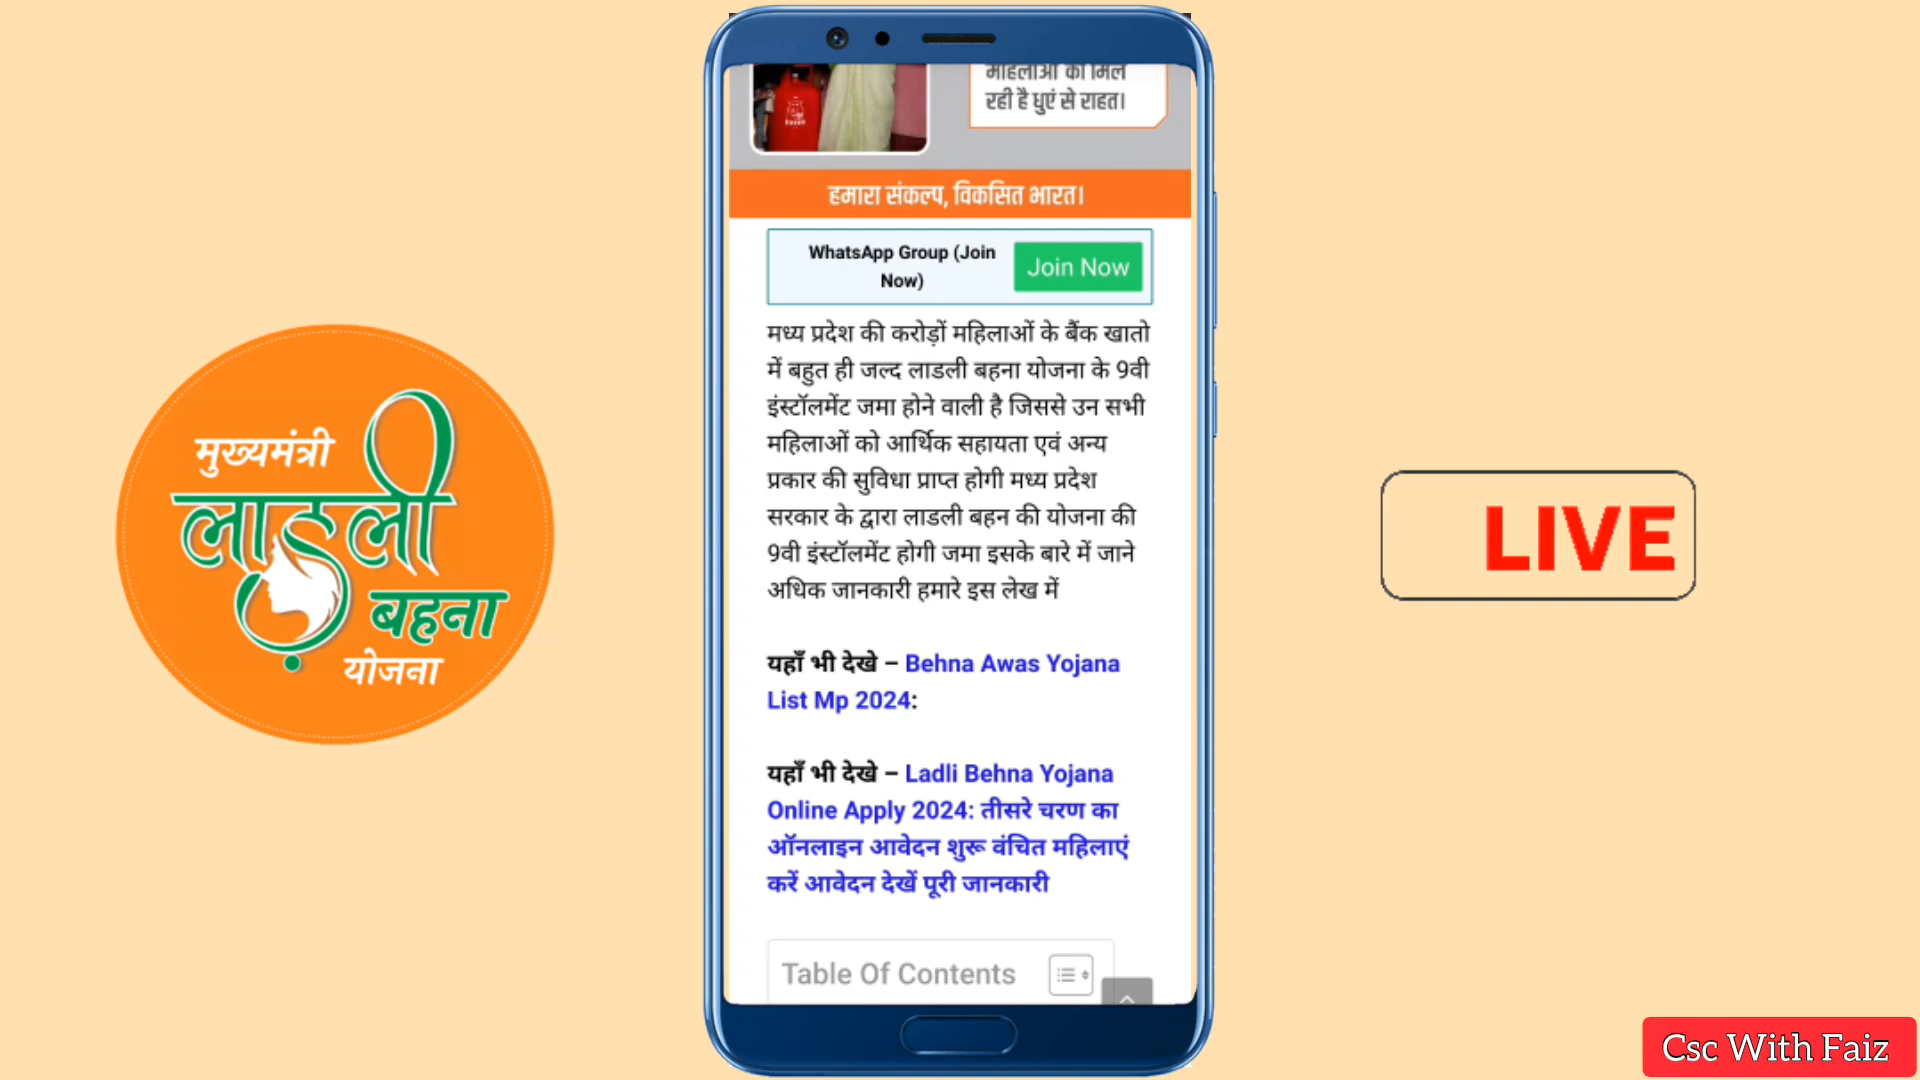 महिलाओं को मिल
रही है धुएं से राहत।
हमारा संकल्प, विकसित भारत।
WhatsApp Group (Join
Now)
Join Now
मध्य प्रदेश की करोड़ों महिलाओं के बैंक खातो
में बहुत ही जल्द लाडली बहना योजना के 9वी
इंस्टॉलमेंट जमा होने वाली है जिससे उन सभी
महिलाओं को आर्थिक सहायता एवं अन्य
प्रकार की सुविधा प्राप्त होगी मध्य प्रदेश
सरकार के द्वारा लाडली बहन की योजना की
9वी इंस्टॉलमेंट होगी जमा इसके बारे में जाने
अधिक जानकारी हमारे इस लेख में
यहाँ भी देखे – Behna Awas Yojana
List Mp 2024:
यहाँ भी देखे – Ladli Behna Yojana
Online Apply 2024: तीसरे चरण का
ऑनलाइन आवेदन शुरू वंचित महिलाएं
करें आवेदन देखें पूरी जानकारी
Table Of Contents
मुख्यमंत्री
लाडली
बहना
योजना
LIVE
Csc With Faiz